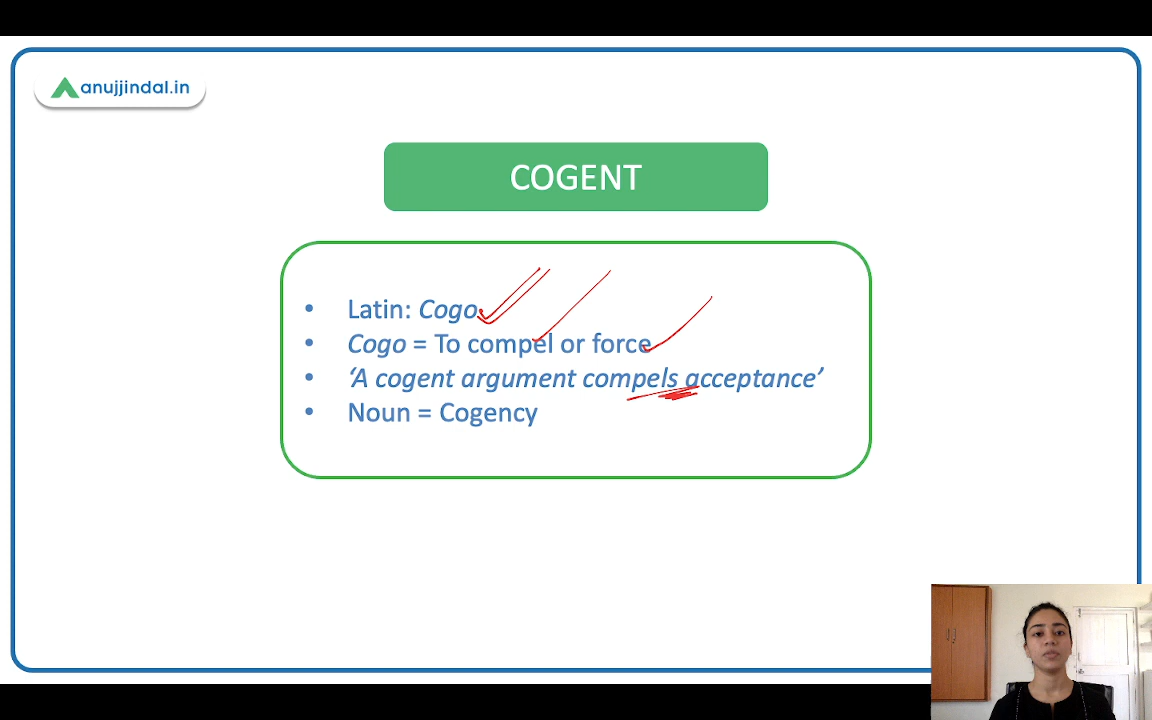 anujjindal.in
COGENT
• Latin: Cogo
• Cogo = To compel or force
• ‘A cogent argument compels acceptance’
• Noun = Cogency